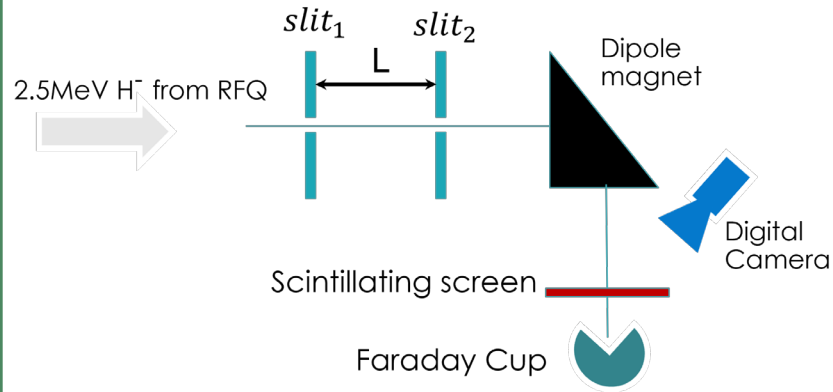 slit₁
slit₂
L
Dipole
magnet
2.5MeV H⁻ from RFQ
Digital
Camera
Scintillating screen
Faraday Cup